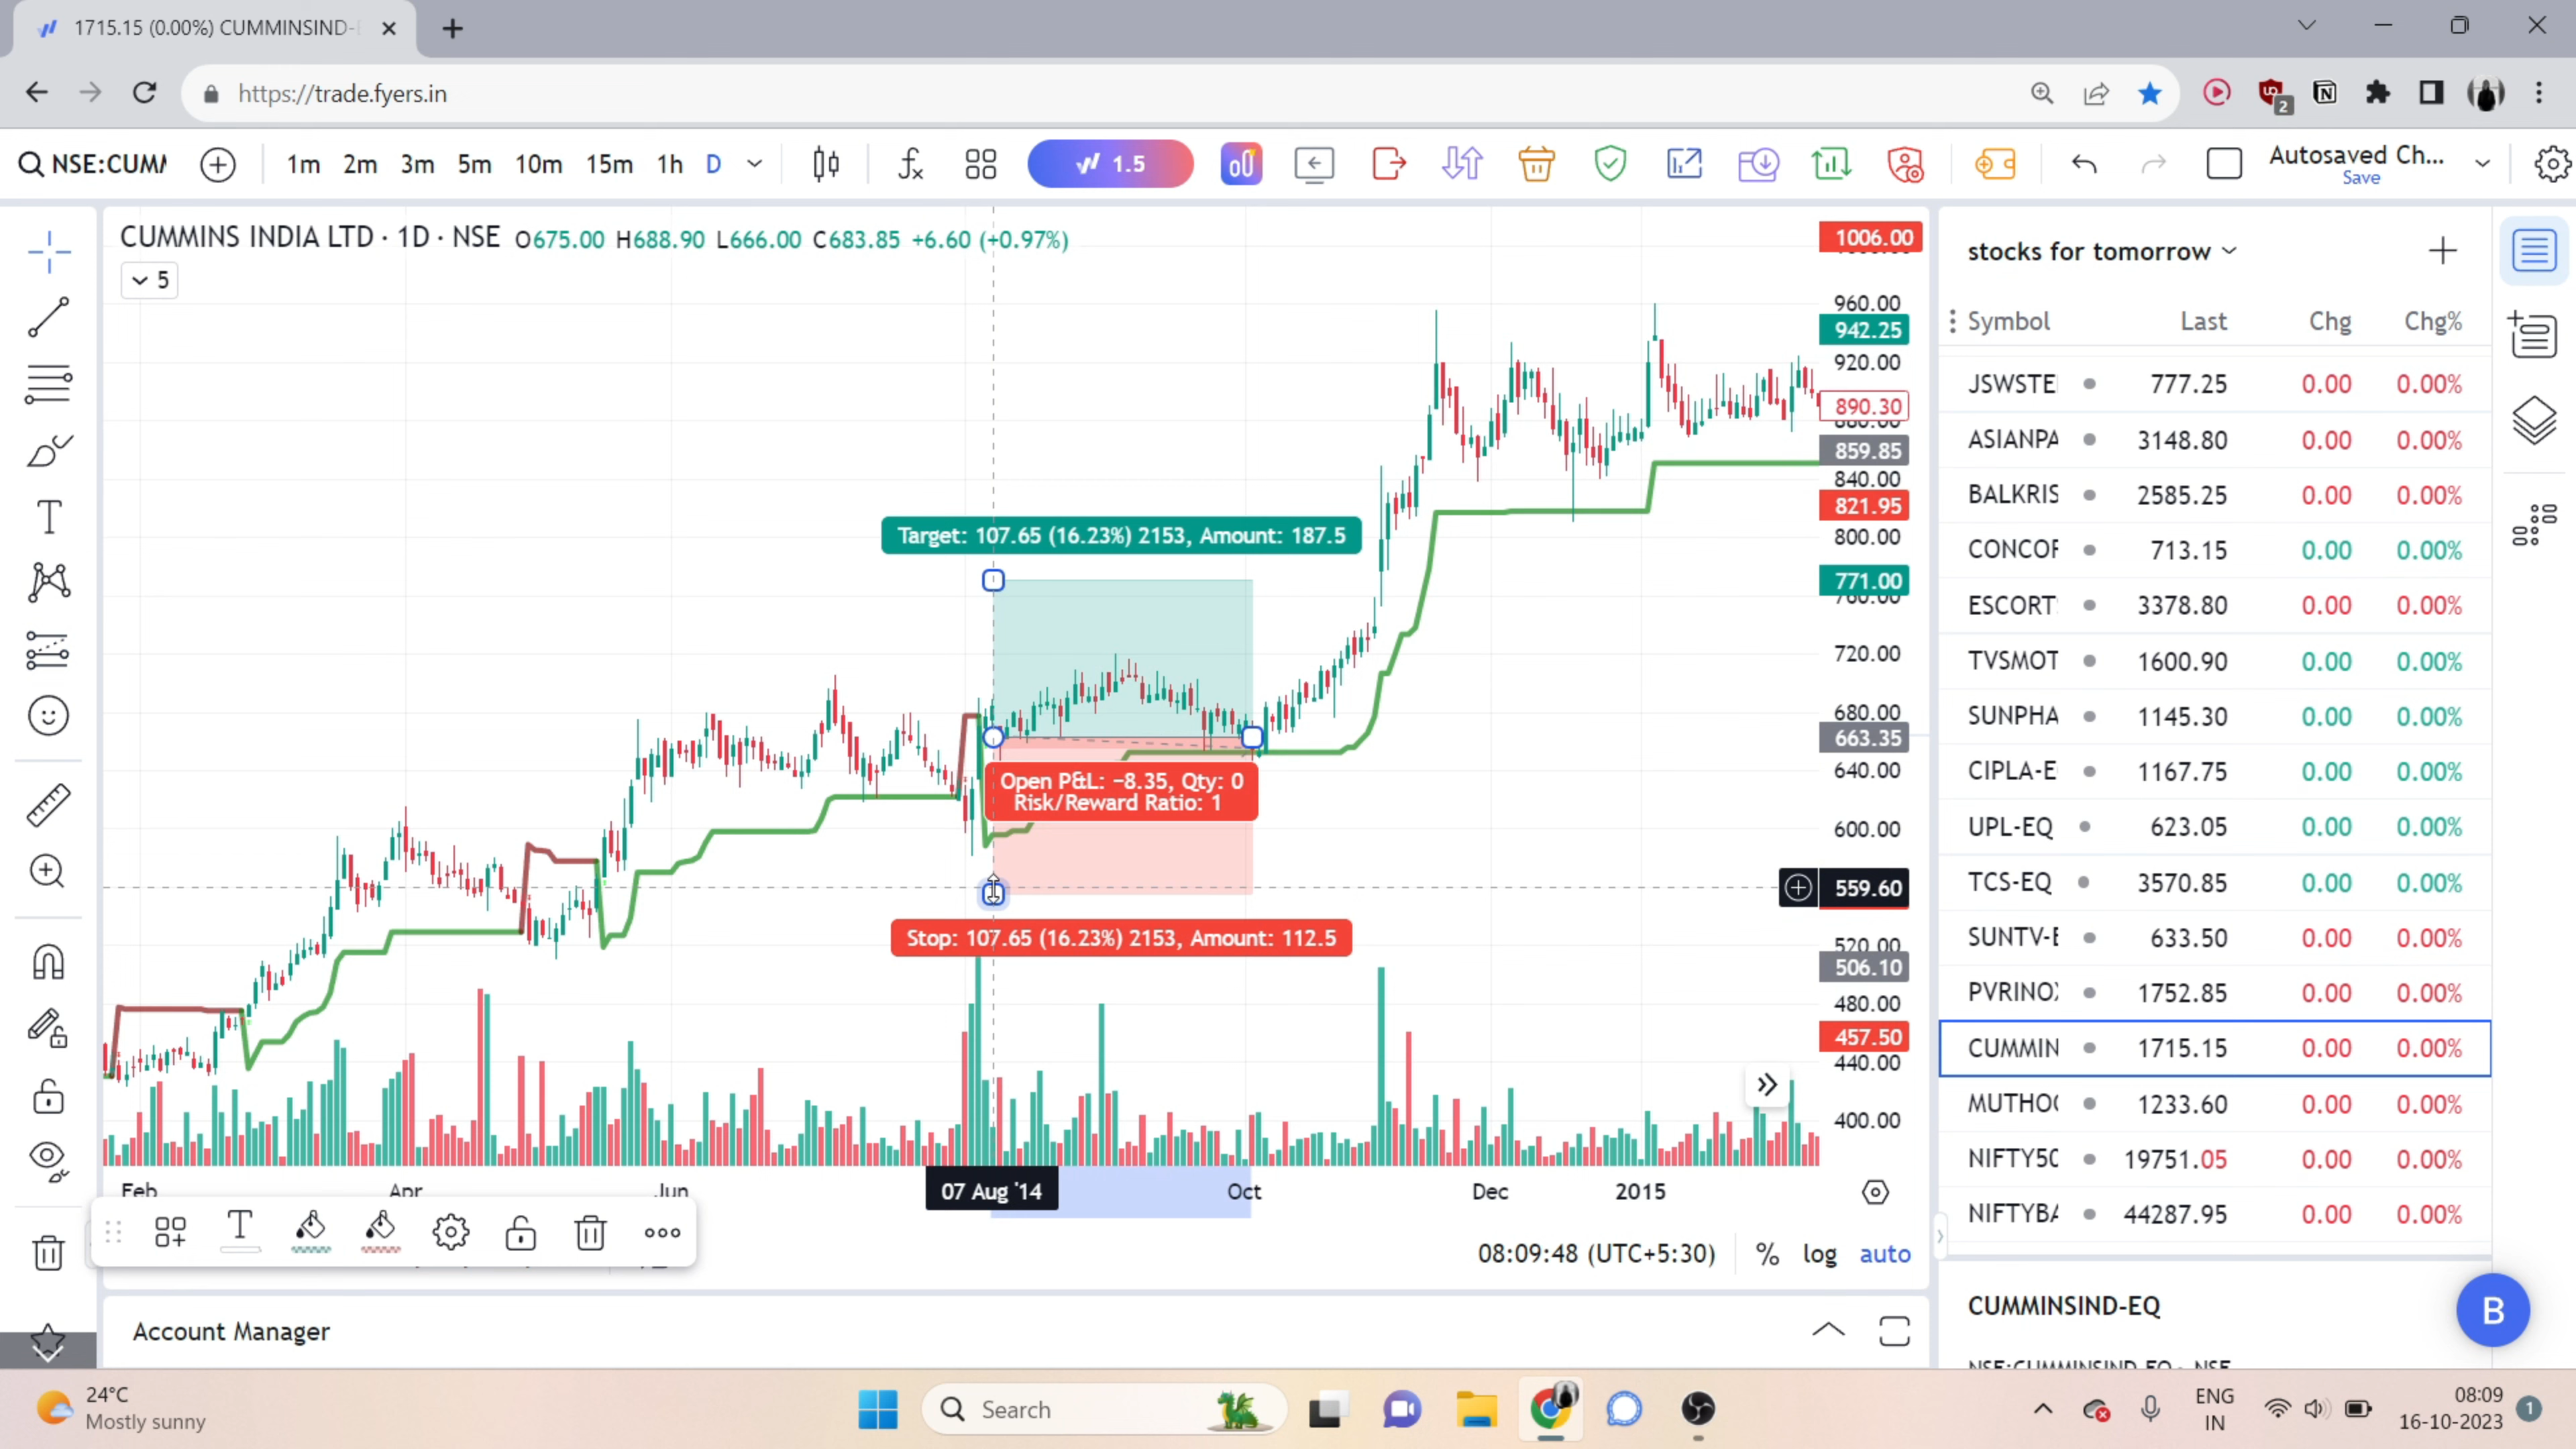 1715.15 (0.00%) CUMMINSIND-
https://trade.fyers.in
2
NSE:CUM
1m 2m 3m 5m 10m 15m 1h D
1.5
Autosaved Ch...
Save
CUMMINS INDIA LTD · 1D · NSE O675.00 H688.90 L666.00 C683.85 +6.60 (+0.97%)
5
1006.00
960.00
942.25
920.00
890.30
859.85
840.00
821.95
800.00
771.00
760.00
720.00
680.00
663.35
640.00
600.00
559.60
520.00
506.10
480.00
457.50
440.00
400.00
Target: 107.65 (16.23%) 2153, Amount: 187.5
Open P&L: −8.35, Qty: 0
Risk/Reward Ratio: 1
Stop: 107.65 (16.23%) 2153, Amount: 112.5
Feb Apr Jun 07 Aug '14 Oct Dec 2015
08:09:48 (UTC+5:30) % log auto
Account Manager
stocks for tomorrow
Symbol Last Chg Chg%
JSWSTE 777.25 0.00 0.00%
ASIANPA 3148.80 0.00 0.00%
BALKRIS 2585.25 0.00 0.00%
CONCOR 713.15 0.00 0.00%
ESCORT 3378.80 0.00 0.00%
TVSMOT 1600.90 0.00 0.00%
SUNPHA 1145.30 0.00 0.00%
CIPLA-E 1167.75 0.00 0.00%
UPL-EQ 623.05 0.00 0.00%
TCS-EQ 3570.85 0.00 0.00%
SUNTV-E 633.50 0.00 0.00%
PVRINOX 1752.85 0.00 0.00%
CUMMIN 1715.15 0.00 0.00%
MUTHOO 1233.60 0.00 0.00%
NIFTY50 19751.05 0.00 0.00%
NIFTYBA 44287.95 0.00 0.00%
CUMMINSIND-EQ
B
NSE:CUMMINSIND-EQ · NSE
24°C
Mostly sunny
Search
ENG
IN
08:09
16-10-2023
1